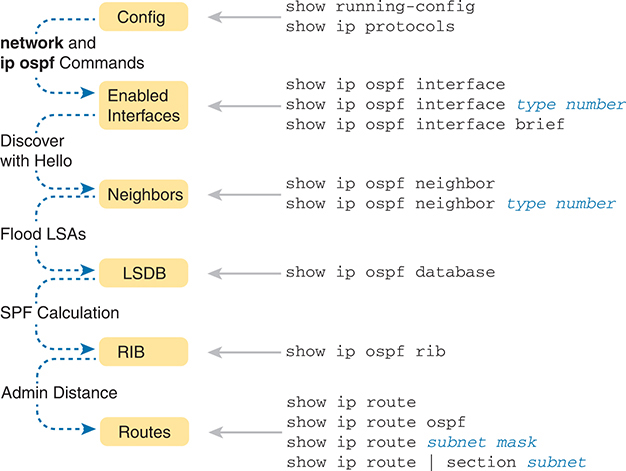 Config
show running-config
show ip protocols
network and
ip ospf Commands
Enabled
Interfaces
show ip ospf interface
show ip ospf interface type number
show ip ospf interface brief
Discover
with Hello
Neighbors
show ip ospf neighbor
show ip ospf neighbor type number
Flood LSAs
LSDB
show ip ospf database
SPF Calculation
RIB
show ip ospf rib
Admin Distance
Routes
show ip route
show ip route ospf
show ip route subnet mask
show ip route | section subnet